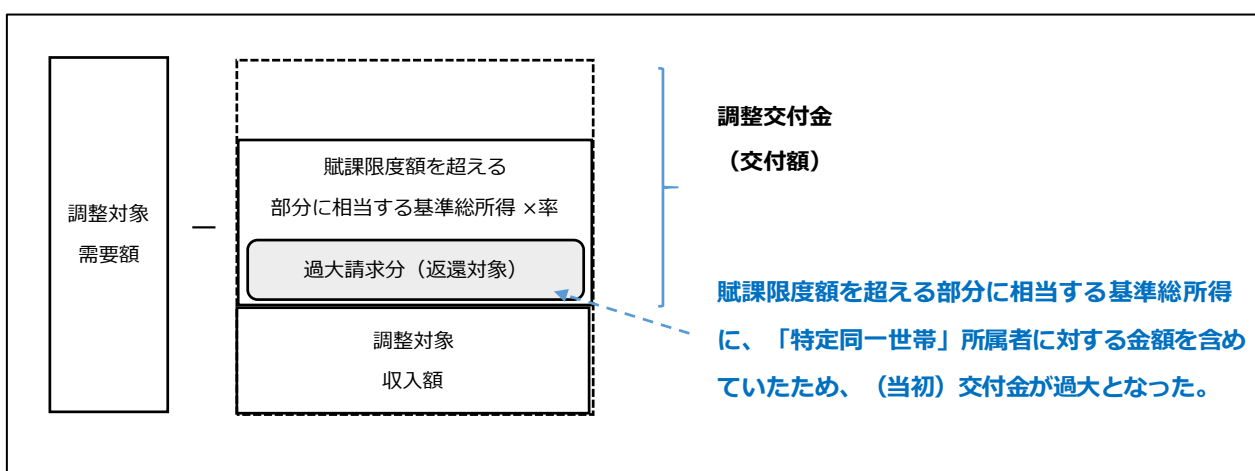 調整対象
需要額
―
賦課限度額を超える
部分に相当する基準総所得 ×率
過大請求分（返還対象）
調整対象
収入額
調整交付金
（交付額）
賦課限度額を超える部分に相当する基準総所得
に、「特定同一世帯」所属者に対する金額を含め
ていたため、（当初）交付金が過大となった。